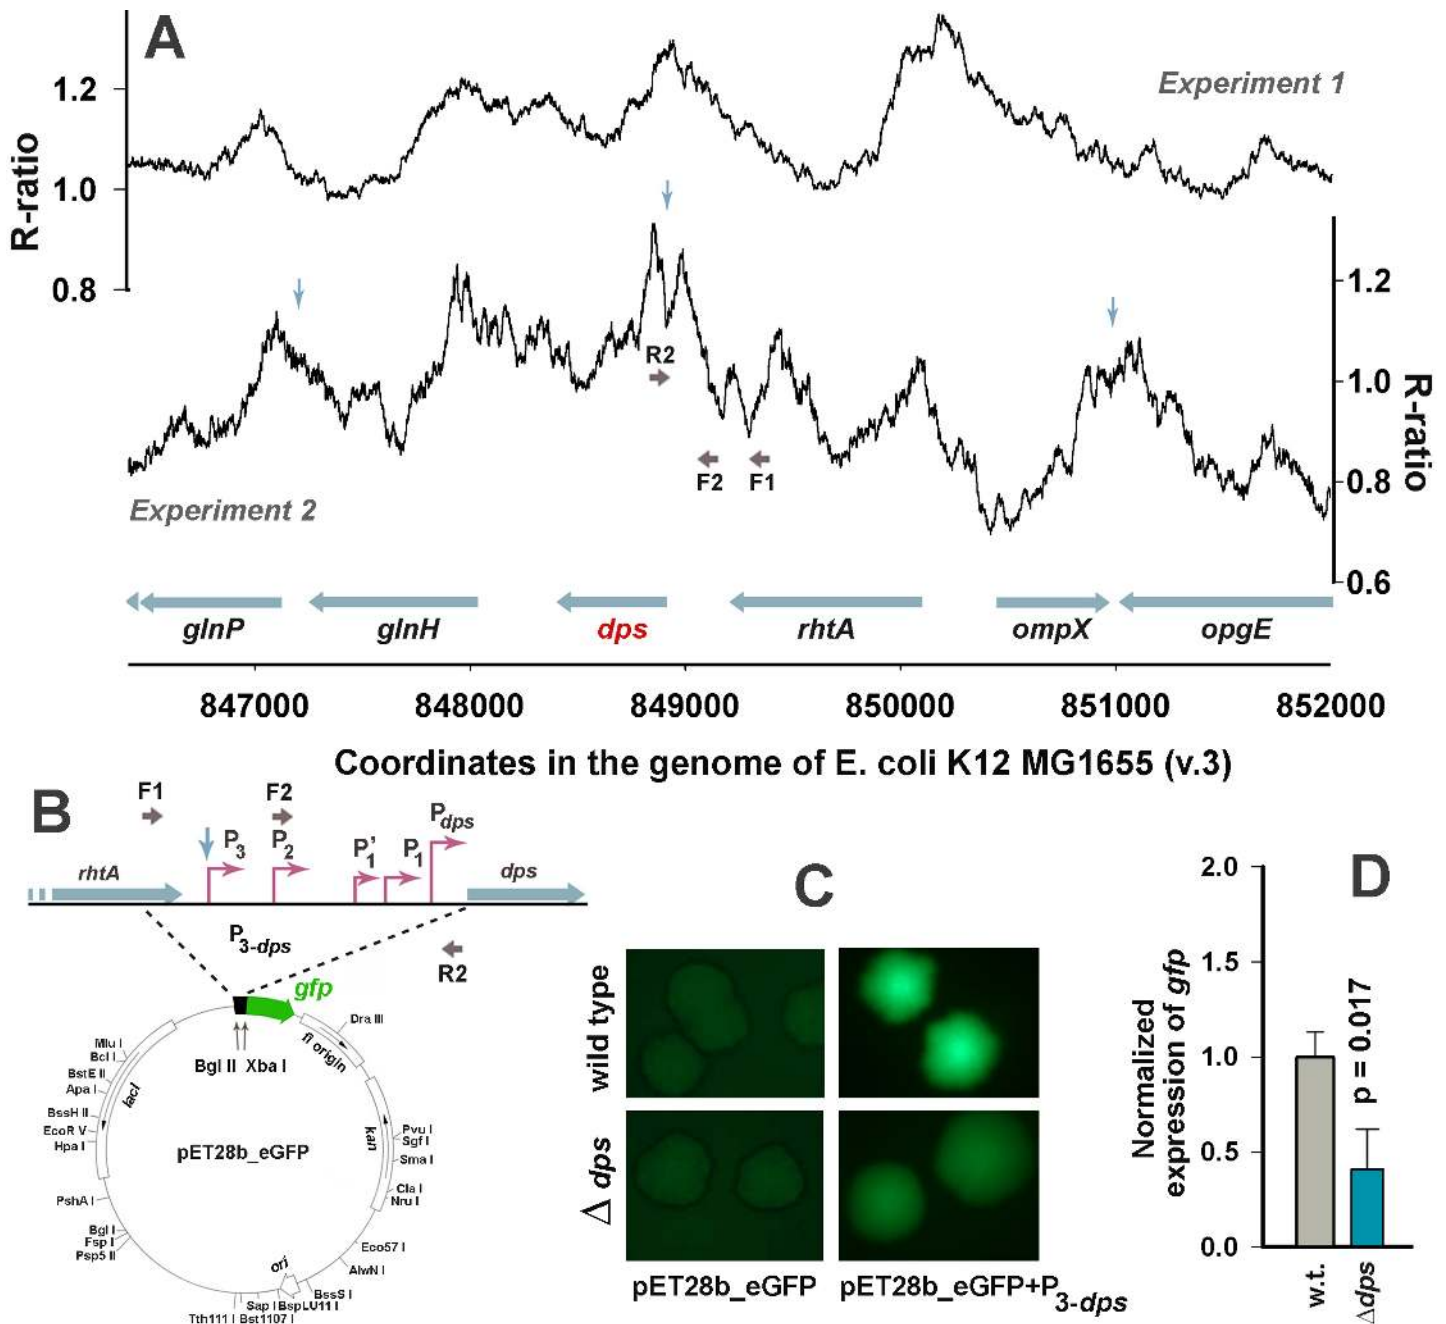 A
Experiment 1
R-ratio
1.2
1.0
0.8
1.2
1.0
0.8
0.6
R-ratio
R2
F2
F1
Experiment 2
glnP
glnH
dps
rhtA
ompX
opgE
847000
848000
849000
850000
851000
852000
Coordinates in the genome of E. coli K12 MG1655 (v.3)
B
F1
F2
rhtA
P3
P2
P1'
P1
Pdps
dps
P3-dps
R2
gfp
Bgl II
Xba I
Dra III
fl origin
Mlu I
Bcl I
BstE II
Apa I
BssH II
EcoR V
Hpa I
lacI
PshA I
Bgl I
Fsp I
Psp5 II
pET28b_eGFP
kan
Pvu I
Sgf I
Sma I
Cla I
Nru I
Eco57 I
AlwN I
BssS I
BspLU11 I
Sap I
Bst1107 I
Tth111 I
ori
C
wild type
Δ dps
pET28b_eGFP
pET28b_eGFP+P3-dps
D
Normalized
expression of gfp
2.0
1.5
1.0
0.5
0.0
p = 0.017
w.t.
Δdps